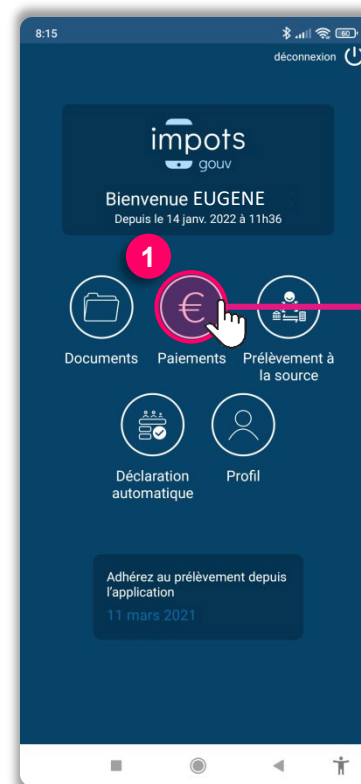 8:15
60
déconnexion
impots
gouv
Bienvenue EUGENE
Depuis le 14 janv. 2022 à 11h36
1
€
Documents
Paiements
Prélèvement à
la source
Déclaration
automatique
Profil
Adhérez au prélèvement depuis
l'application
11 mars 2021